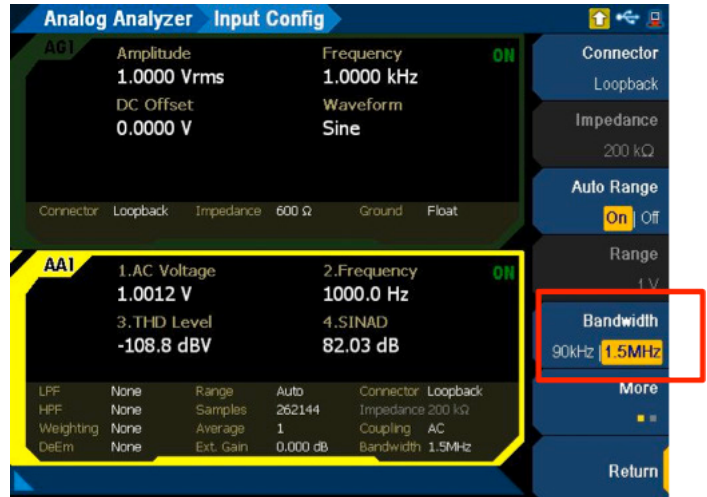 Analog Analyzer Input Config
AG1
Amplitude Frequency ON
1.0000 Vrms 1.0000 kHz
DC Offset Waveform
0.0000 V Sine
Connector Loopback Impedance 600 Ω Ground Float
AA1
1.AC Voltage 2.Frequency ON
1.0012 V 1000.0 Hz
3.THD Level 4.SINAD
-108.8 dBV 82.03 dB
LPF None Range Auto Connector Loopback
HPF None Samples 262144 Impedance 200 kΩ
Weighting None Average 1 Coupling AC
DeEm None Ext. Gain 0.000 dB Bandwidth 1.5MHz
Connector
Loopback
Impedance
200 kΩ
Auto Range
On | Off
Range
1 V
Bandwidth
90kHz | 1.5MHz
More
Return